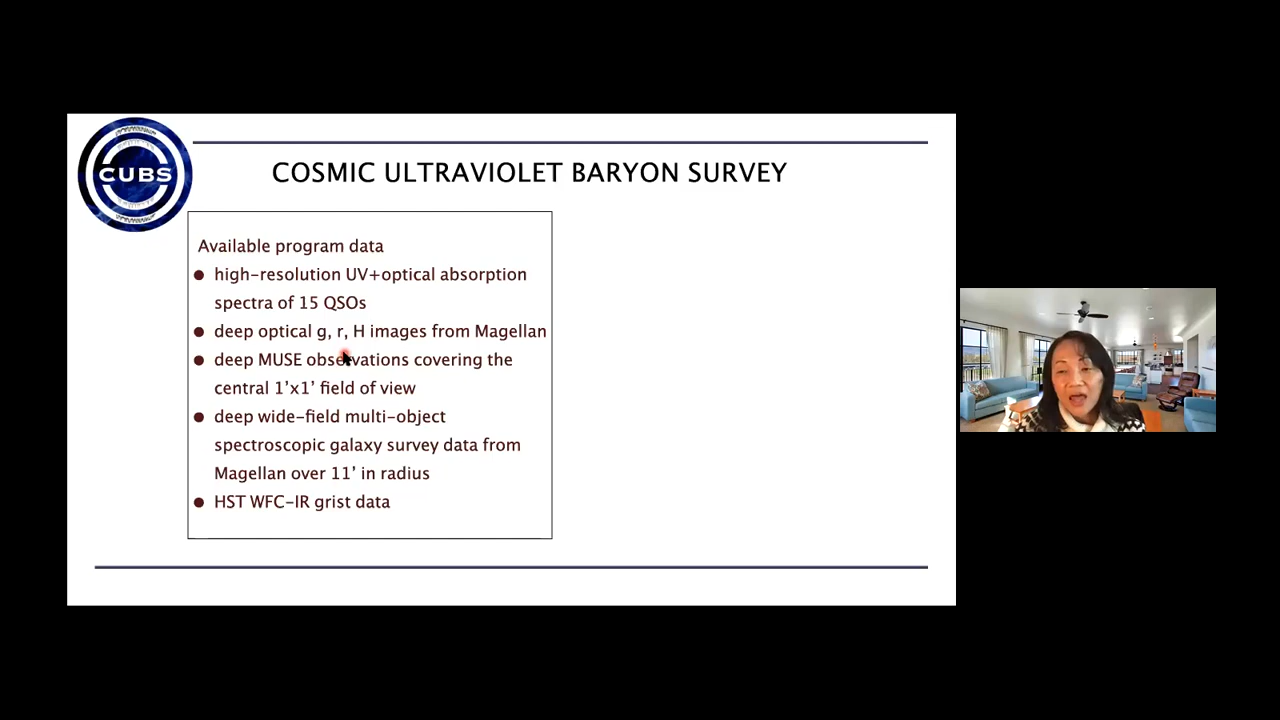 CUBS
COSMIC ULTRAVIOLET BARYON SURVEY
Available program data
● high-resolution UV+optical absorption
spectra of 15 QSOs
● deep optical g, r, H images from Magellan
● deep MUSE observations covering the
central 1'x1' field of view
● deep wide-field multi-object
spectroscopic galaxy survey data from
Magellan over 11' in radius
● HST WFC-IR grist data